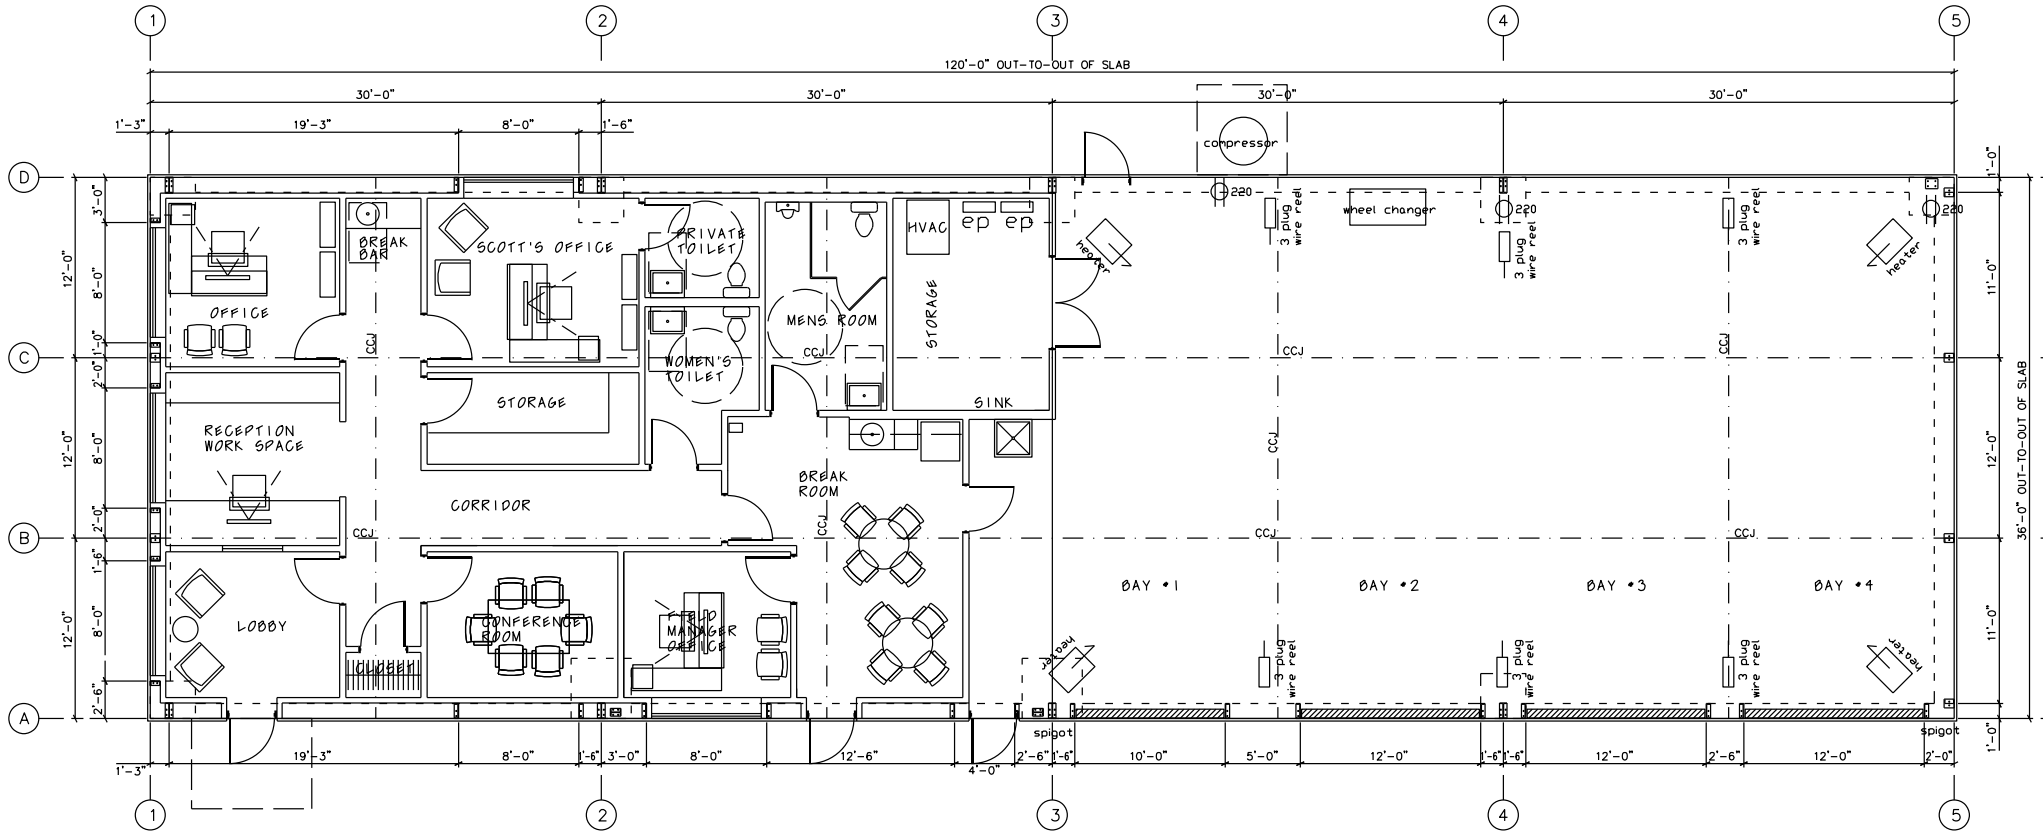 1 2 3 4 5
120'-0" OUT-TO-OUT OF SLAB
30'-0" 30'-0" 30'-0" 30'-0"
1'-3" 19'-3" 8'-0" 1'-6"
compressor
D
3'-0"
1'-0"
220
220
220
3 plug
wire reel
wheel changer
3 plug
wire reel
3 plug
wire reel
heater
heater
HVAC
ep ep
BREAK
BAR
SCOTT'S OFFICE
PRIVATE
TOILET
12'-0"
8'-0"
11'-0"
OFFICE
MENS ROOM
STORAGE
1'-0"
C
CCJ
CCJ
CCJ
CCJ
2'-0"
WOMEN'S
TOILET
STORAGE
SINK
36'-0" OUT-TO-OUT OF SLAB
RECEPTION
WORK SPACE
12'-0"
8'-0"
CCJ
12'-0"
BREAK
ROOM
CORRIDOR
2'-0"
B
CCJ
CCJ
CCJ
CCJ
1'-6"
BAY #1 BAY #2 BAY #3 BAY #4
12'-0"
8'-0"
11'-0"
LOBBY
CONFERENCE
ROOM
FIELD
MANAGER
OFFICE
CLOSET
heater
3 plug
wire reel
3 plug
wire reel
3 plug
wire reel
heater
2'-6"
A
1'-0"
spigot
spigot
1'-3" 19'-3" 8'-0" 1'-6" 3'-0" 8'-0" 12'-6" 4'-0" 2'-6" 1'-6" 10'-0" 5'-0" 12'-0" 1'-6" 1'-6" 12'-0" 2'-6" 12'-0" 2'-0"
1 2 3 4 5